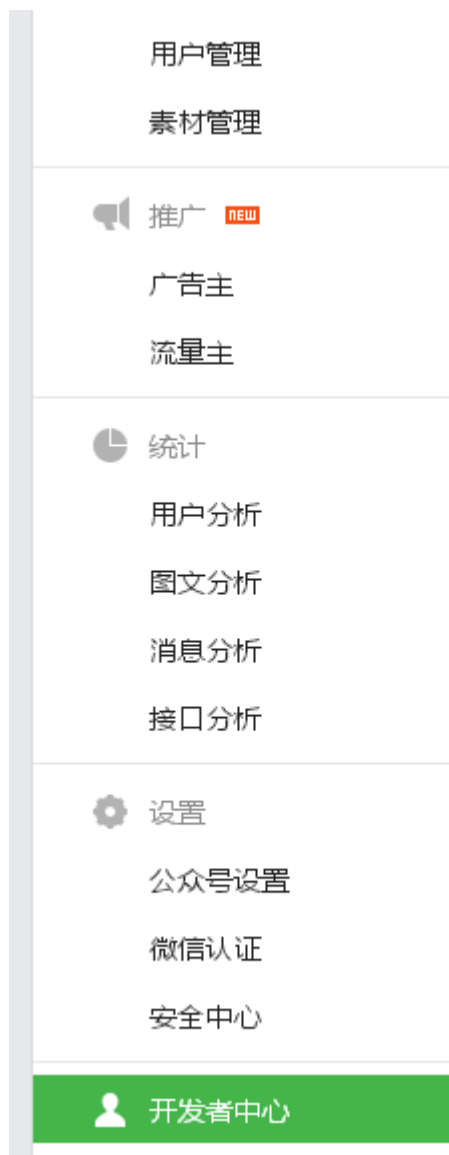 用户管理
素材管理
推广 NEW
广告主
流量主
统计
用户分析
图文分析
消息分析
接口分析
设置
公众号设置
微信认证
安全中心
开发者中心